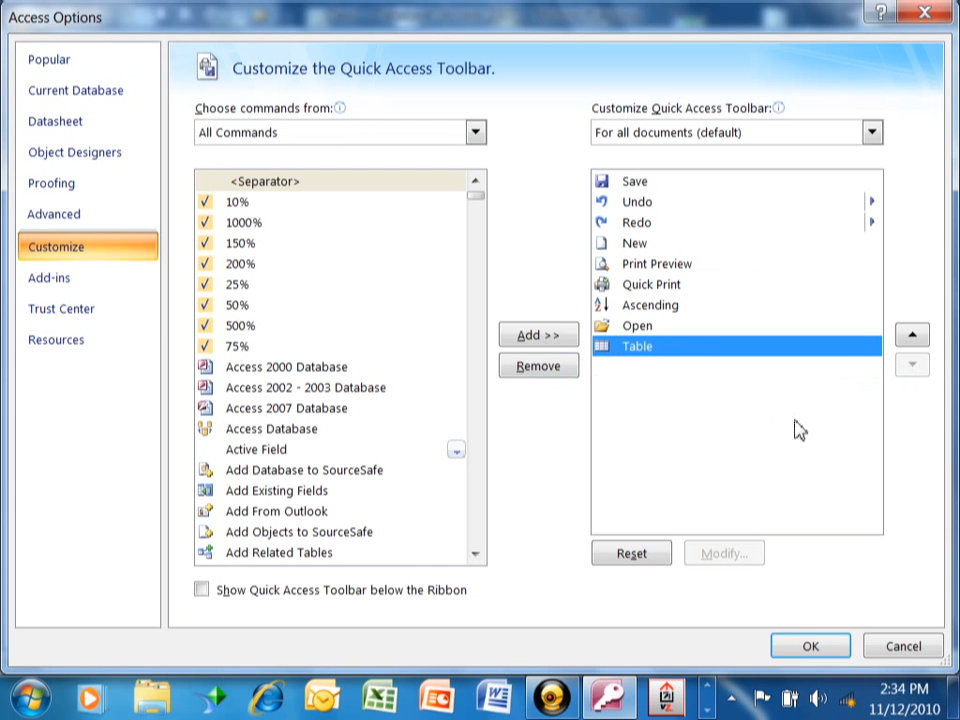 Access Options
Popular
Current Database
Datasheet
Object Designers
Proofing
Advanced
Customize
Add-ins
Trust Center
Resources
Customize the Quick Access Toolbar.
Choose commands from:
All Commands
<Separator>
10%
1000%
150%
200%
25%
50%
500%
75%
Access 2000 Database
Access 2002 - 2003 Database
Access 2007 Database
Access Database
Active Field
Add Database to SourceSafe
Add Existing Fields
Add From Outlook
Add Objects to SourceSafe
Add Related Tables
Show Quick Access Toolbar below the Ribbon
Add >>
Remove
Customize Quick Access Toolbar:
For all documents (default)
Save
Undo
Redo
New
Print Preview
Quick Print
Ascending
Open
Table
Reset
Modify...
OK
Cancel
2:34 PM
11/12/2010